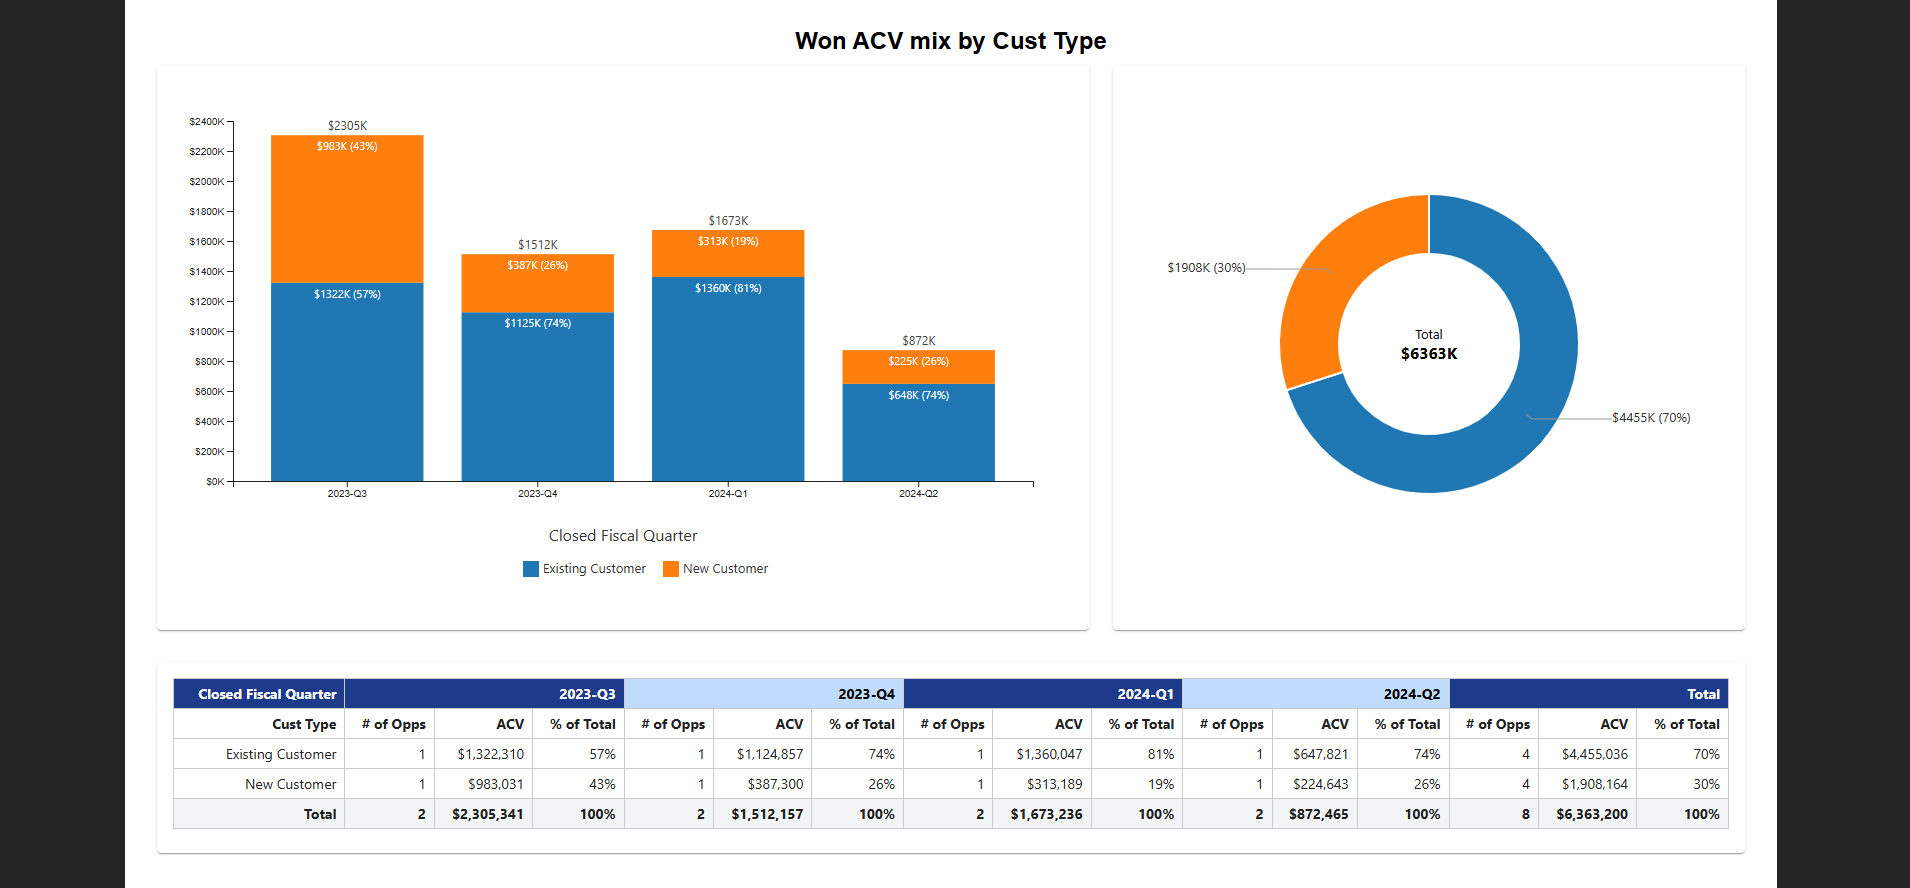 Won ACV mix by Cust Type
$2400K
$2200K
$2000K
$1800K
$1600K
$1400K
$1200K
$1000K
$800K
$600K
$400K
$200K
$0K
$2305K
$983K (43%)
$1322K (57%)
$1512K
$387K (26%)
$1125K (74%)
$1673K
$313K (19%)
$1360K (81%)
$872K
$225K (26%)
$648K (74%)
2023-Q3 2023-Q4 2024-Q1 2024-Q2
Closed Fiscal Quarter
Existing Customer New Customer
$1908K (30%)
Total
$6363K
$4455K (70%)
Closed Fiscal Quarter 2023-Q3 2023-Q4 2024-Q1 2024-Q2 Total
Cust Type # of Opps ACV % of Total # of Opps ACV % of Total # of Opps ACV % of Total # of Opps ACV % of Total # of Opps ACV % of Total
Existing Customer 1 $1,322,310 57% 1 $1,124,857 74% 1 $1,360,047 81% 1 $647,821 74% 4 $4,455,036 70%
New Customer 1 $983,031 43% 1 $387,300 26% 1 $313,189 19% 1 $224,643 26% 4 $1,908,164 30%
Total 2 $2,305,341 100% 2 $1,512,157 100% 2 $1,673,236 100% 2 $872,465 100% 8 $6,363,200 100%